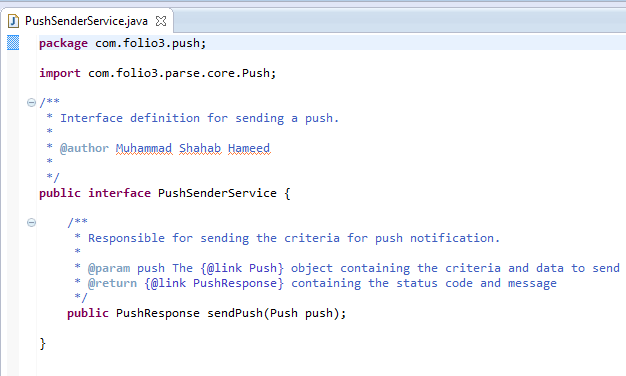 PushSenderService.java
package com.folio3.push;
import com.folio3.parse.core.Push;
/**
* Interface definition for sending a push.
*
* @author Muhammad Shahab Hameed
*
*/
public interface PushSenderService {
/**
* Responsible for sending the criteria for push notification.
*
* @param push The {@link Push} object containing the criteria and data to send
* @return {@link PushResponse} containing the status code and message
*/
public PushResponse sendPush(Push push);
}